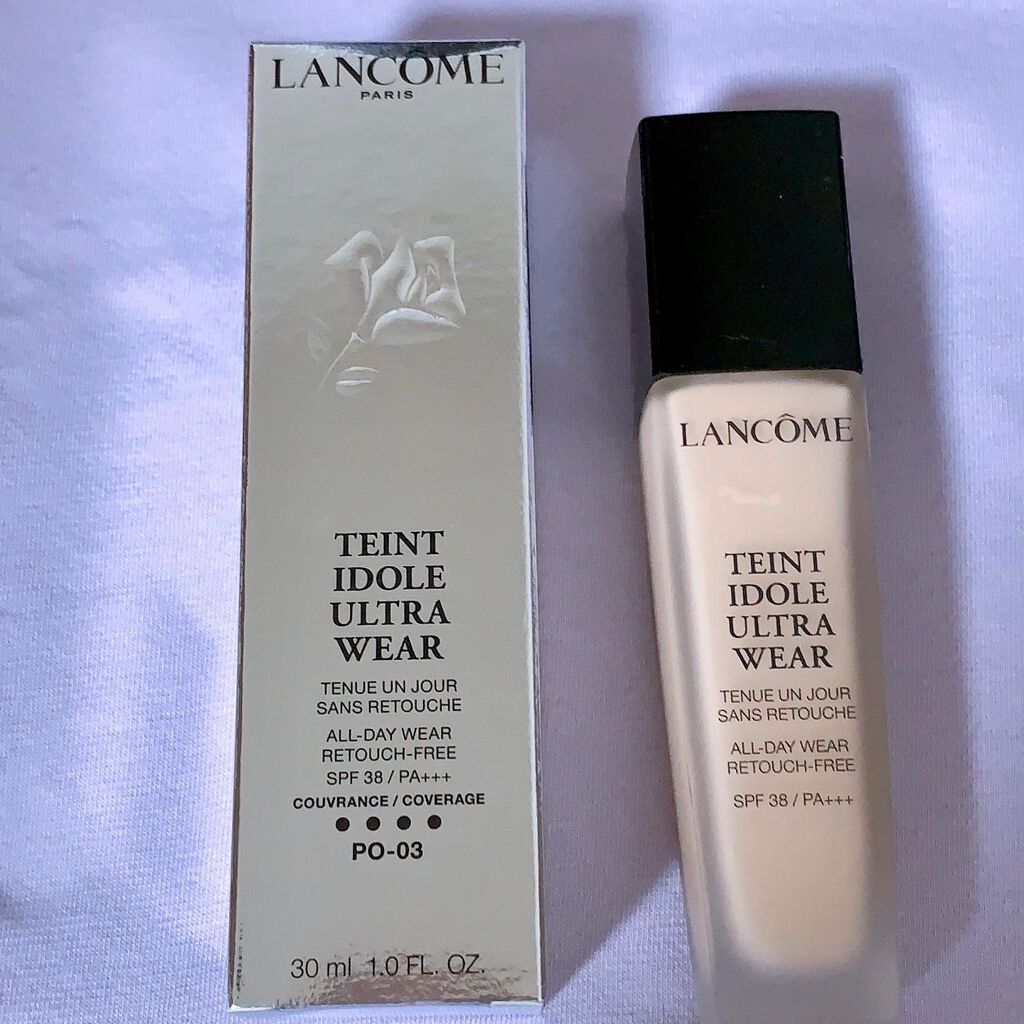 LANCÔME
PARIS
TEINT
IDOLE
ULTRA
WEAR
TENUE UN JOUR
SANS RETOUCHE
ALL-DAY WEAR
RETOUCH-FREE
SPF 38 / PA+++
COUVRANCE / COVERAGE
PO-03
30 ml 1.0 FL. OZ.
LANCÔME
TEINT
IDOLE
ULTRA
WEAR
TENUE UN JOUR
SANS RETOUCHE
ALL-DAY WEAR
RETOUCH-FREE
SPF 38 / PA+++